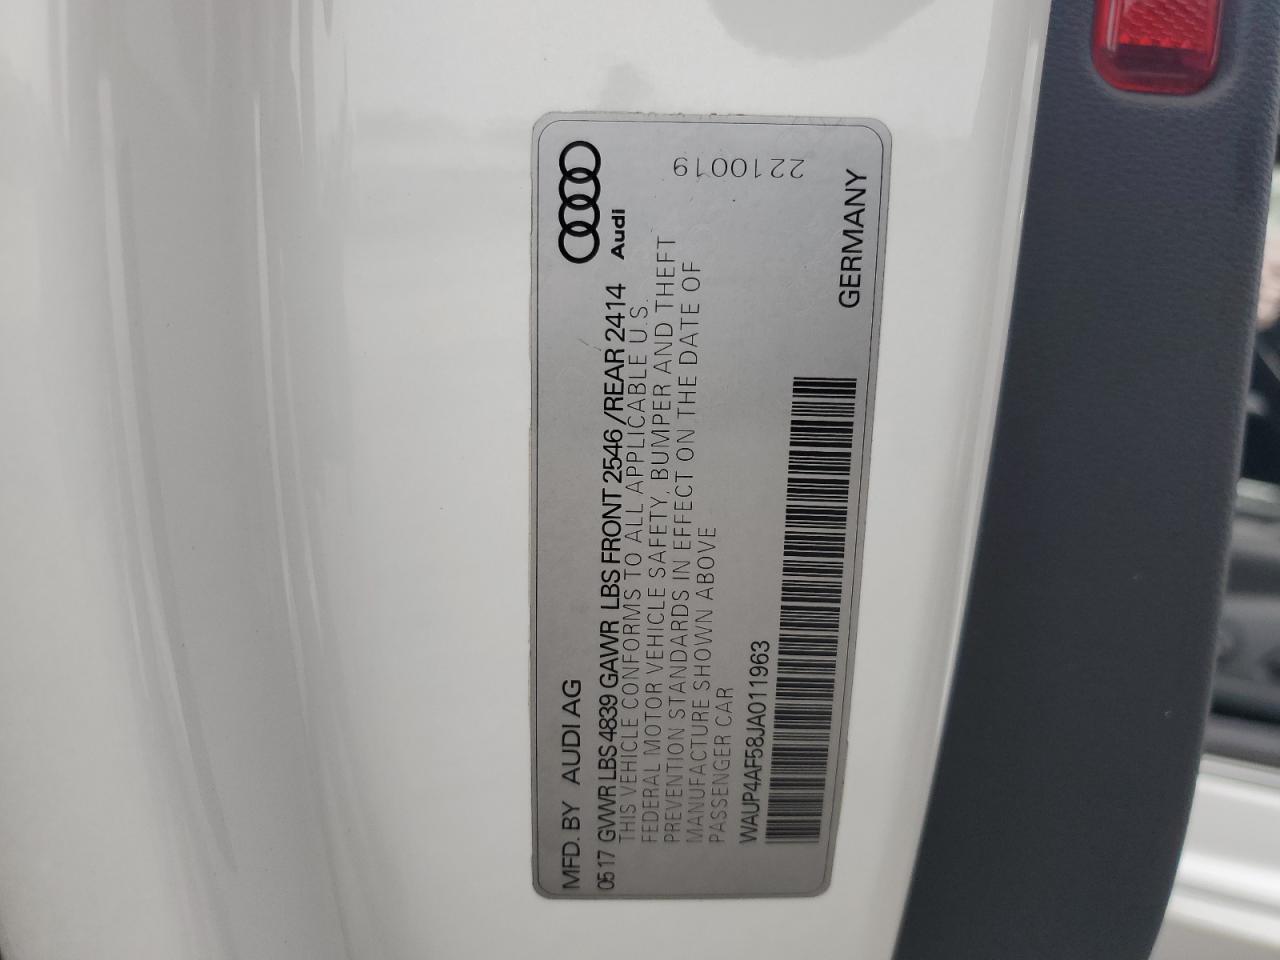 MFD. BY AUDI AG
0517 GVWR LBS 4839 GAWR LBS FRONT 2546 /REAR 2414
Audi
THIS VEHICLE CONFORMS TO ALL APPLICABLE U.S.
FEDERAL MOTOR VEHICLE SAFETY, BUMPER AND THEFT
PREVENTION STANDARDS IN EFFECT ON THE DATE OF
MANUFACTURE SHOWN ABOVE
PASSENGER CAR
2210019
WAUP4AF58JA011963
GERMANY